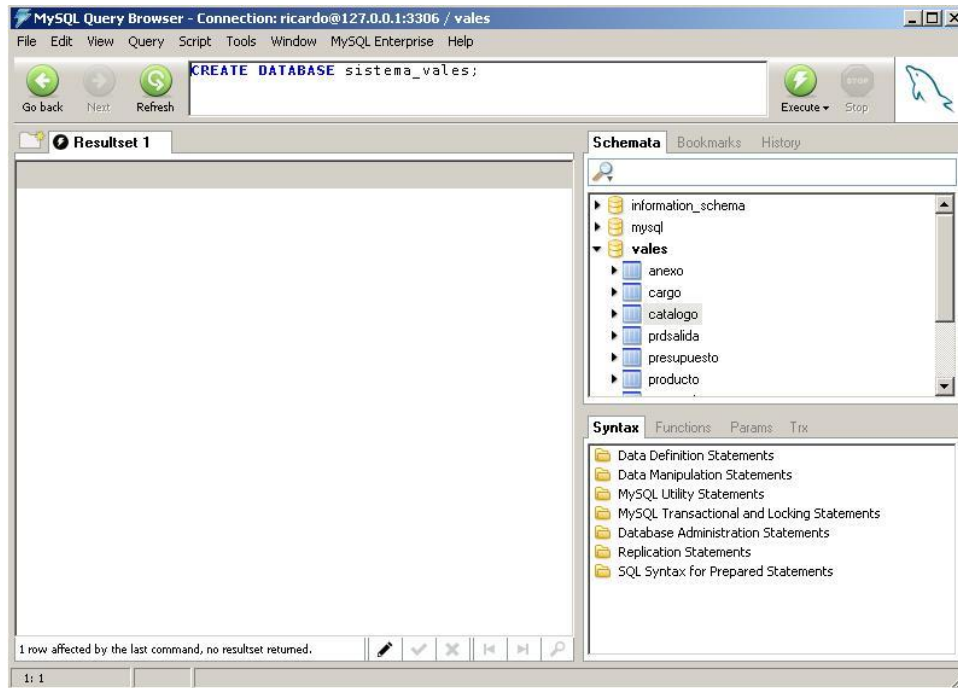 MySQL Query Browser - Connection: ricardo@127.0.0.1:3306 / vales
File Edit View Query Script Tools Window MySQL Enterprise Help
CREATE DATABASE sistema_vales;
Go back Next Refresh Execute Stop
Resultset 1
Schemata Bookmarks History
information_schema
mysql
vales
anexo
cargo
catalogo
prdsalida
presupuesto
producto
Syntax Functions Params Trx
Data Definition Statements
Data Manipulation Statements
MySQL Utility Statements
MySQL Transactional and Locking Statements
Database Administration Statements
Replication Statements
SQL Syntax for Prepared Statements
1 row affected by the last command, no resultset returned.
1: 1